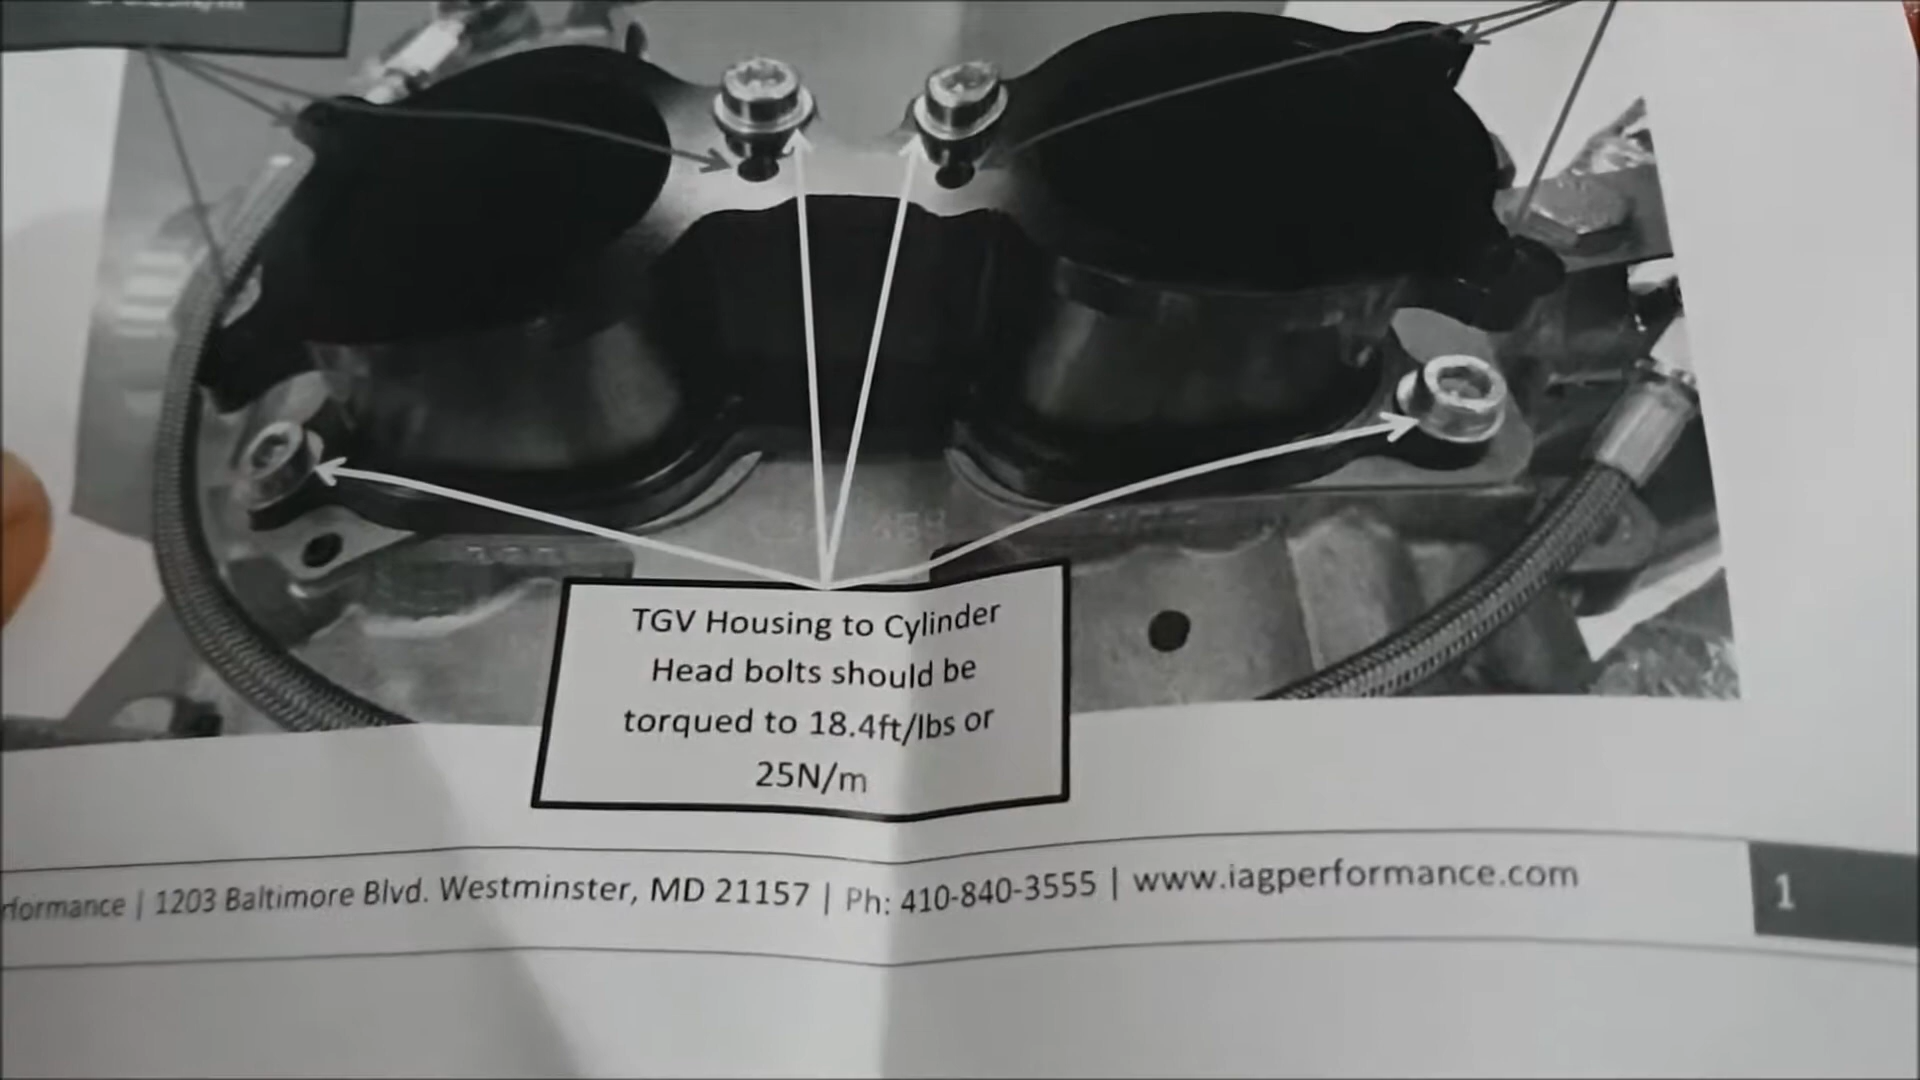 TGV Housing to Cylinder
Head bolts should be
torqued to 18.4ft/lbs or
25N/m
rformance | 1203 Baltimore Blvd. Westminster, MD 21157 | Ph: 410-840-3555 | www.iagperformance.com
1